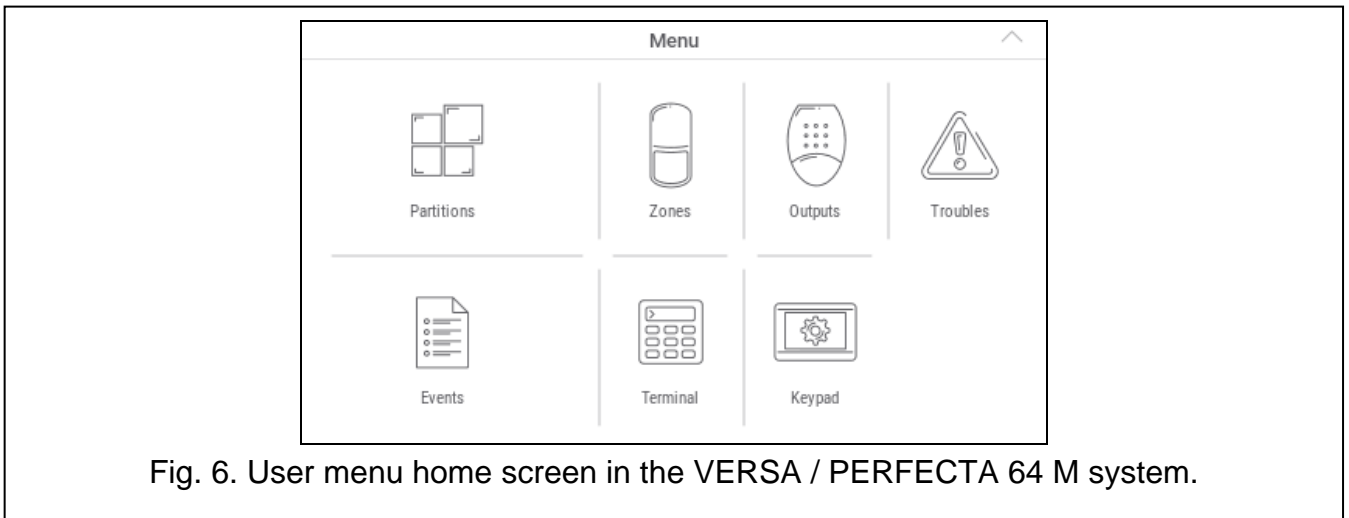 Menu
Partitions
Zones
Outputs
Troubles
Events
Terminal
Keypad
Fig. 6. User menu home screen in the VERSA / PERFECTA 64 M system.